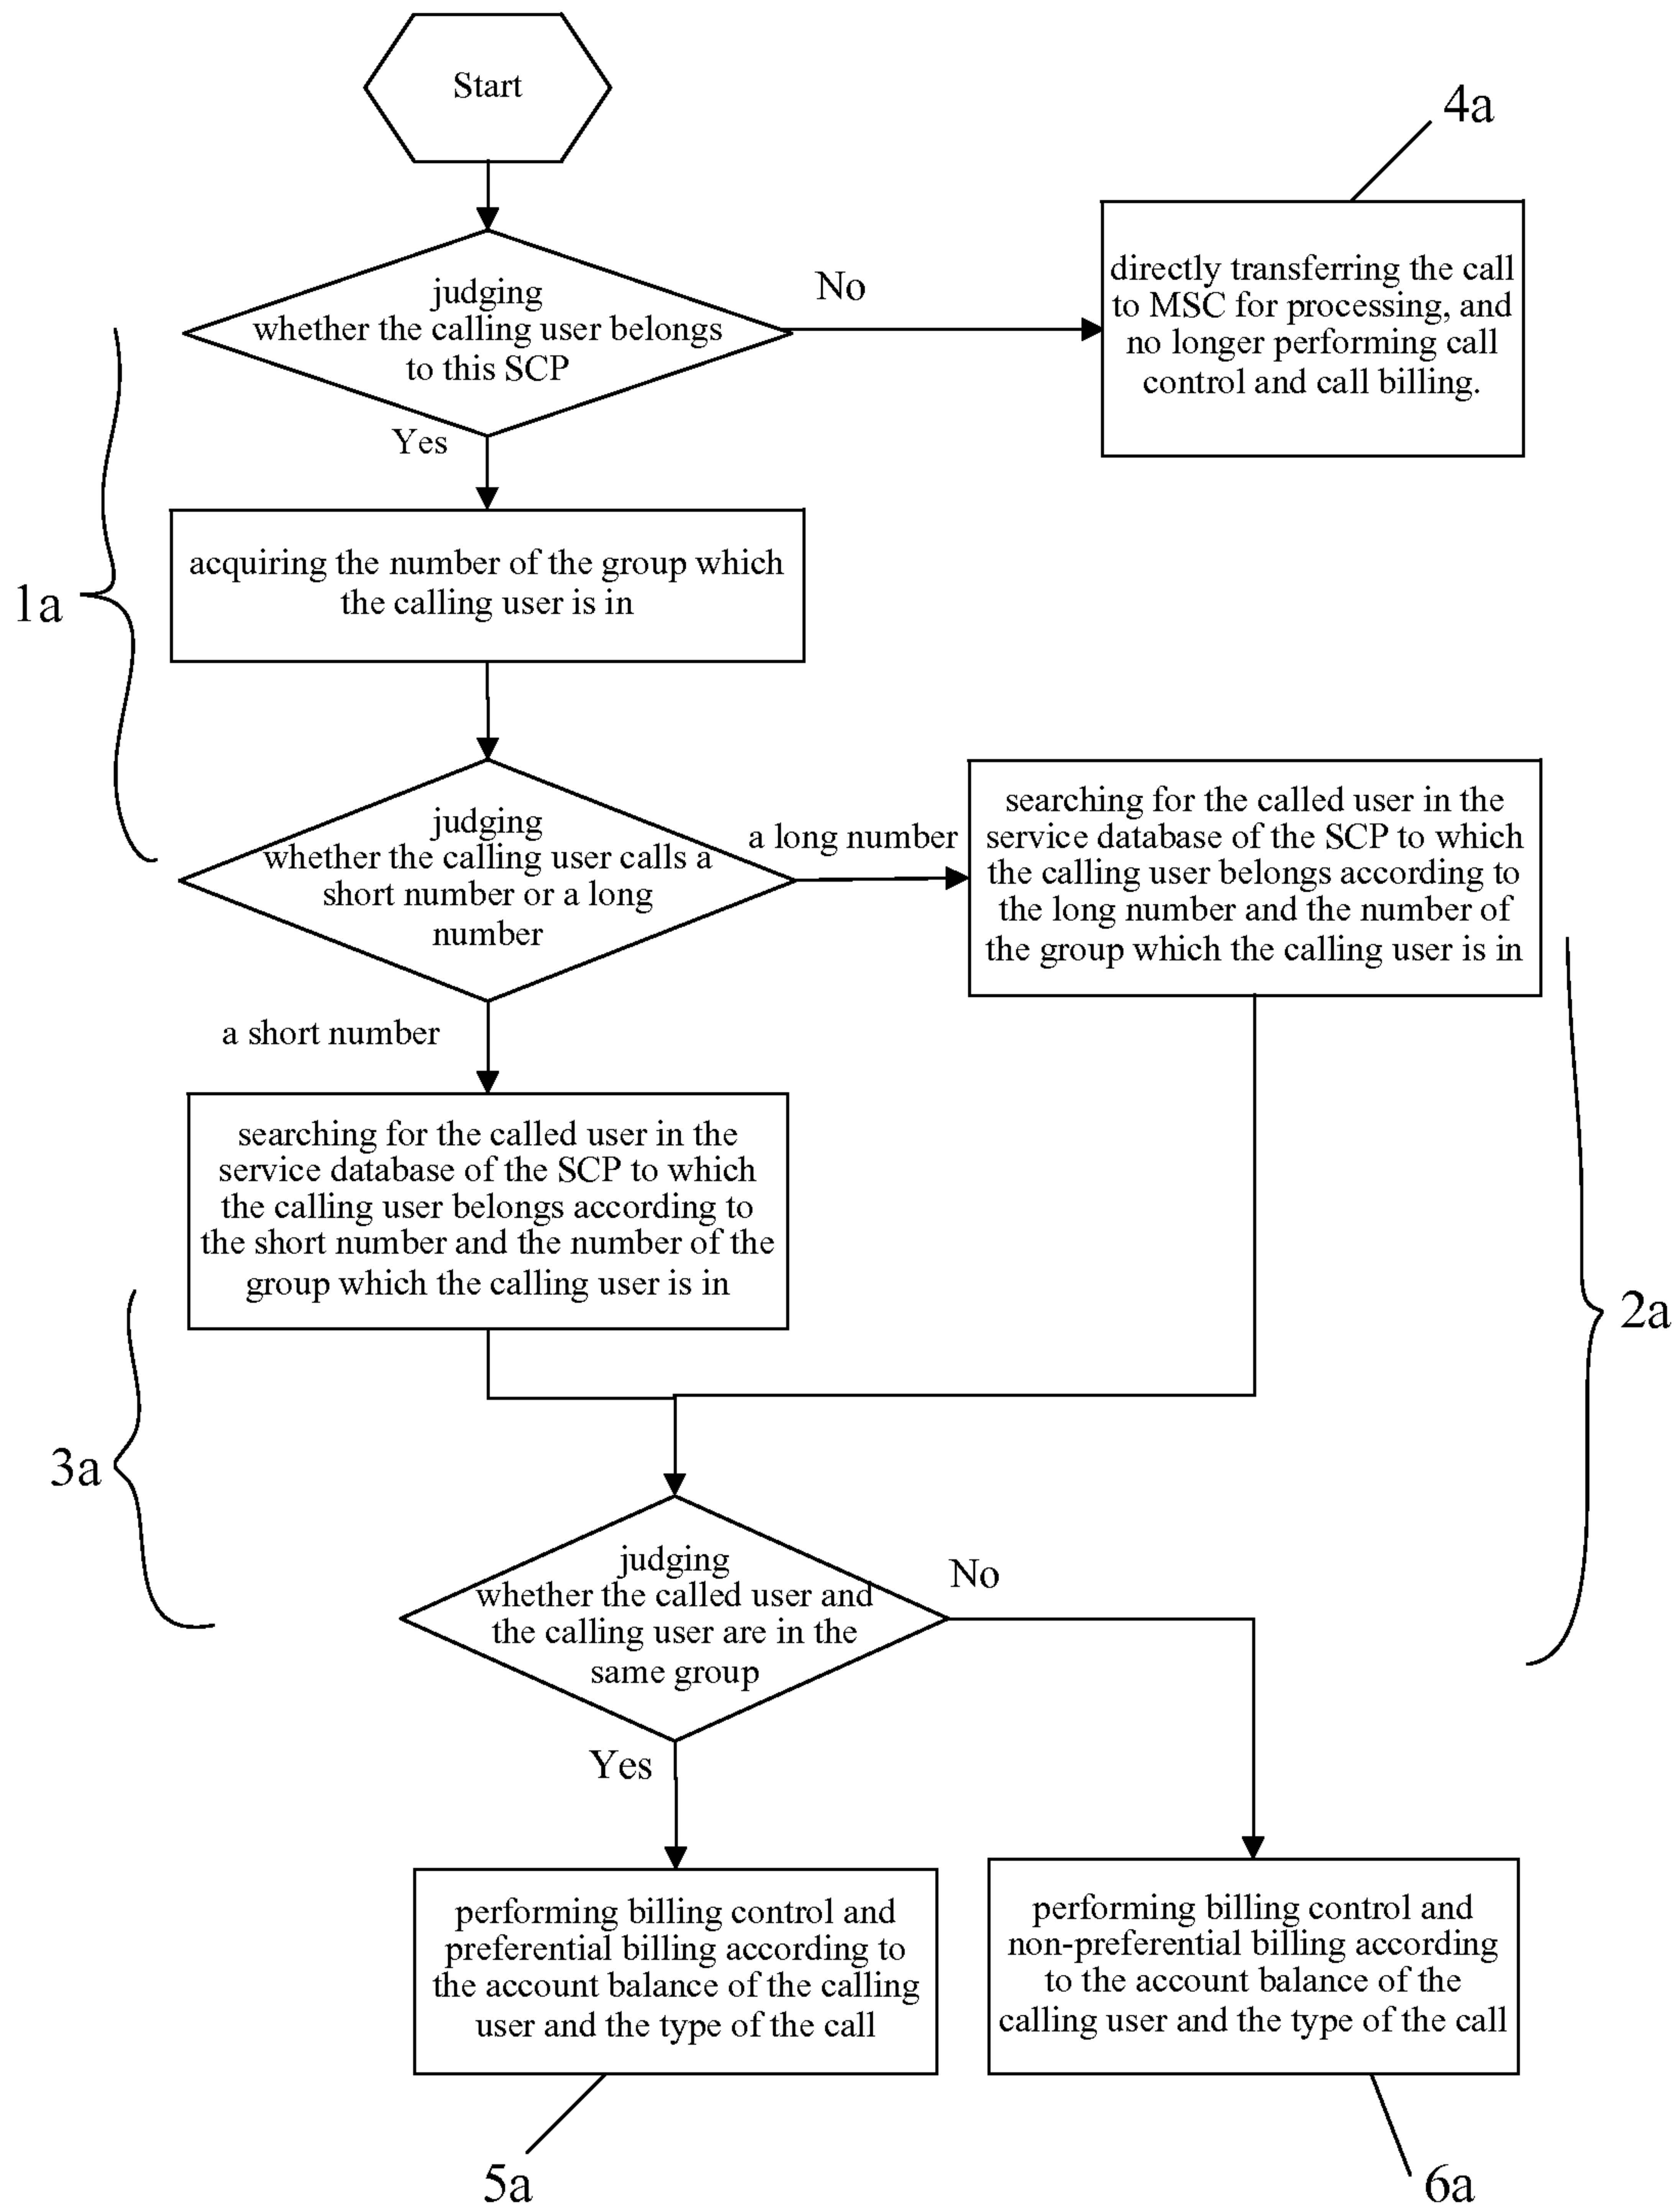 Start
4a
judging
whether the calling user belongs
to this SCP
No
directly transferring the call
to MSC for processing, and
no longer performing call
control and call billing.
Yes
acquiring the number of the group which
the calling user is in
1a
judging
whether the calling user calls a
short number or a long
number
a long number
searching for the called user in the
service database of the SCP to which
the calling user belongs according to
the long number and the number of
the group which the calling user is in
a short number
searching for the called user in the
service database of the SCP to which
the calling user belongs according to
the short number and the number of the
group which the calling user is in
2a
3a
judging
whether the called user and
the calling user are in the
same group
No
Yes
performing billing control and
preferential billing according to
the account balance of the calling
user and the type of the call
performing billing control and
non-preferential billing according
to the account balance of the
calling user and the type of the call
5a
6a